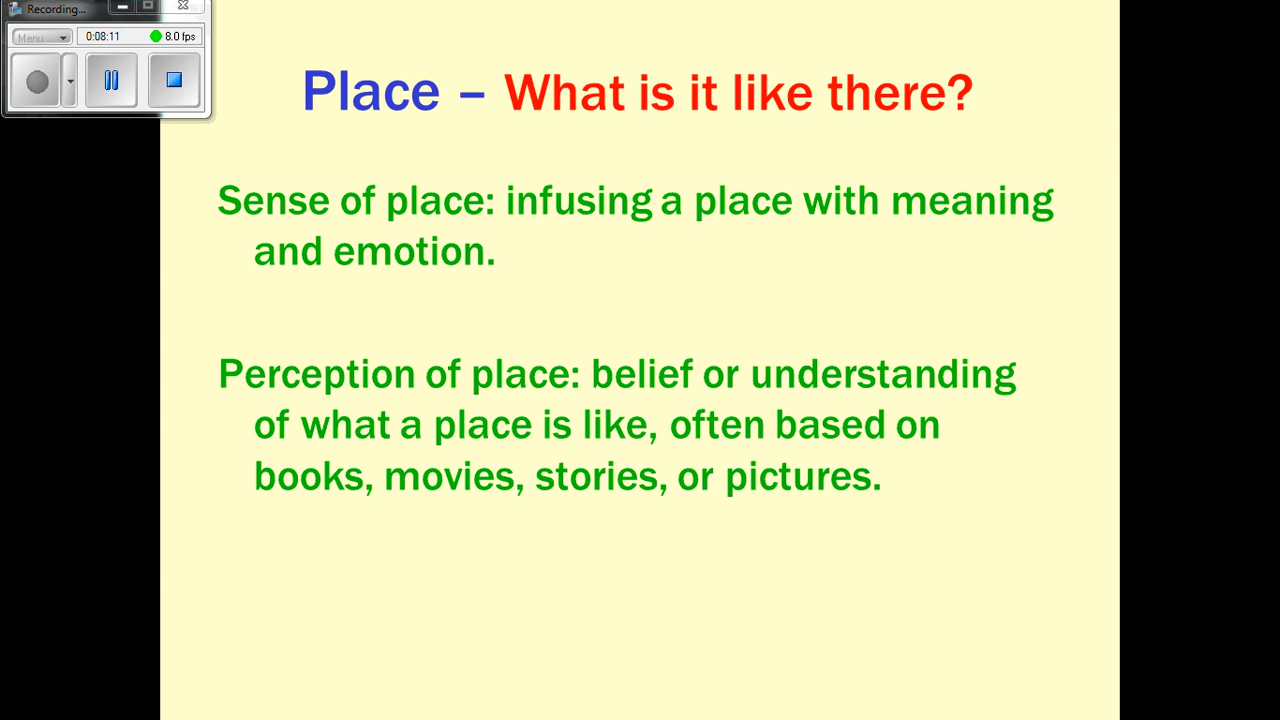 Recording...
Menu
0:08:11
8.0 fps
Place – What is it like there?
Sense of place: infusing a place with meaning
and emotion.
Perception of place: belief or understanding
of what a place is like, often based on
books, movies, stories, or pictures.